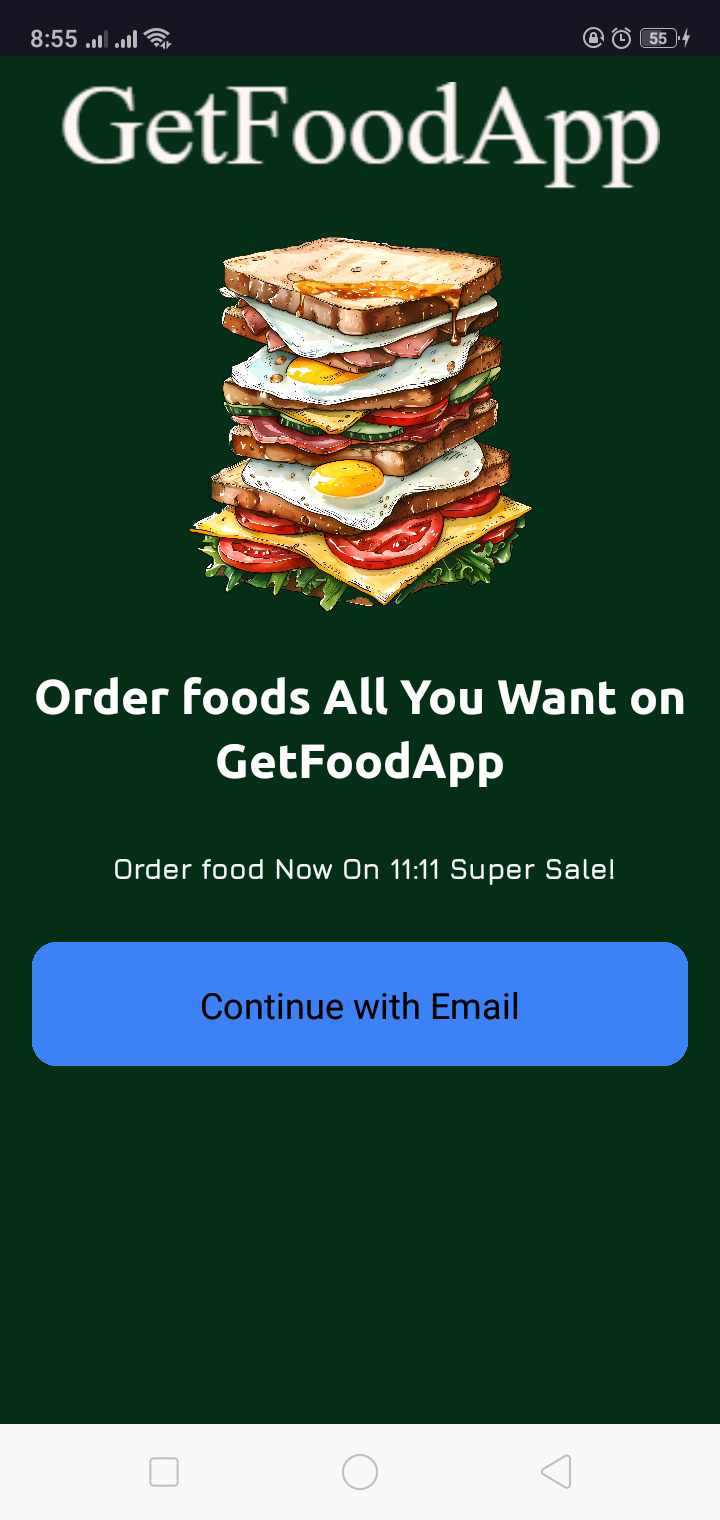 8:55
55
GetFoodApp
Order foods All You Want on
GetFoodApp
Order food Now On 11:11 Super Sale!
Continue with Email